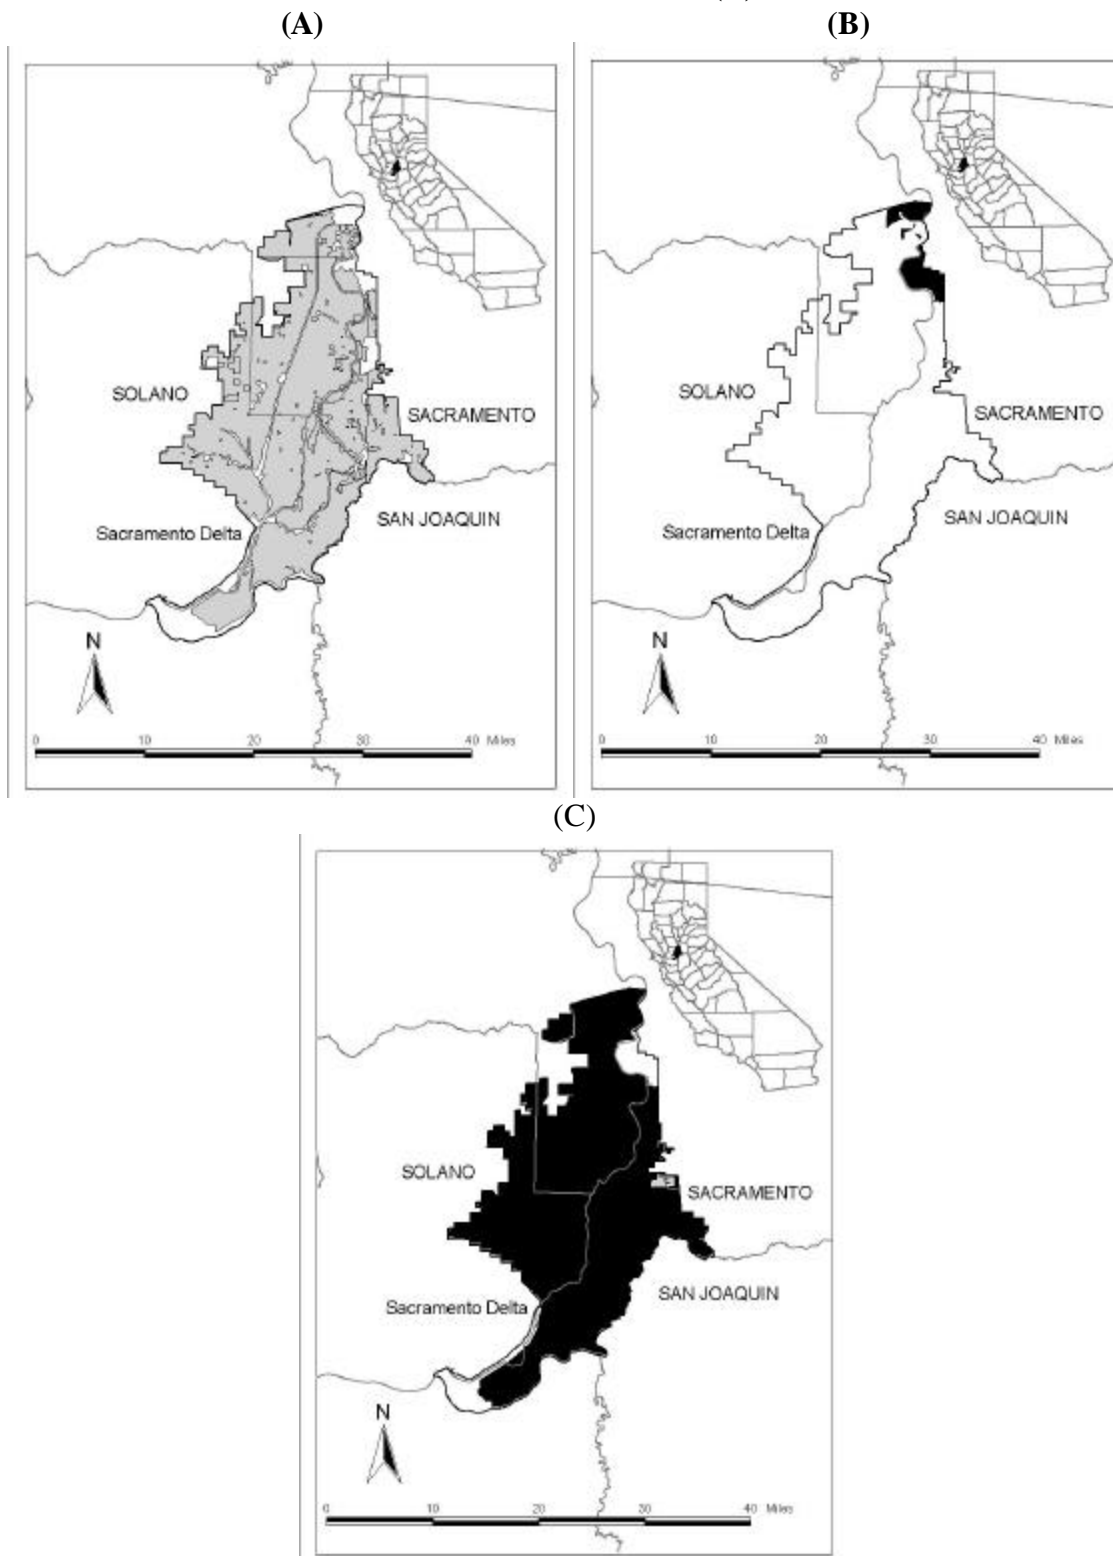 (A)
(B)
SOLANO
SACRAMENTO
Sacramento Delta
SAN JOAQUIN
N
0 10 20 30 40 Miles
SOLANO
SACRAMENTO
Sacramento Delta
SAN JOAQUIN
N
0 10 20 30 40 Miles
(C)
SOLANO
SACRAMENTO
SAN JOAQUIN
Sacramento Delta
N
0 10 20 30 40 Miles